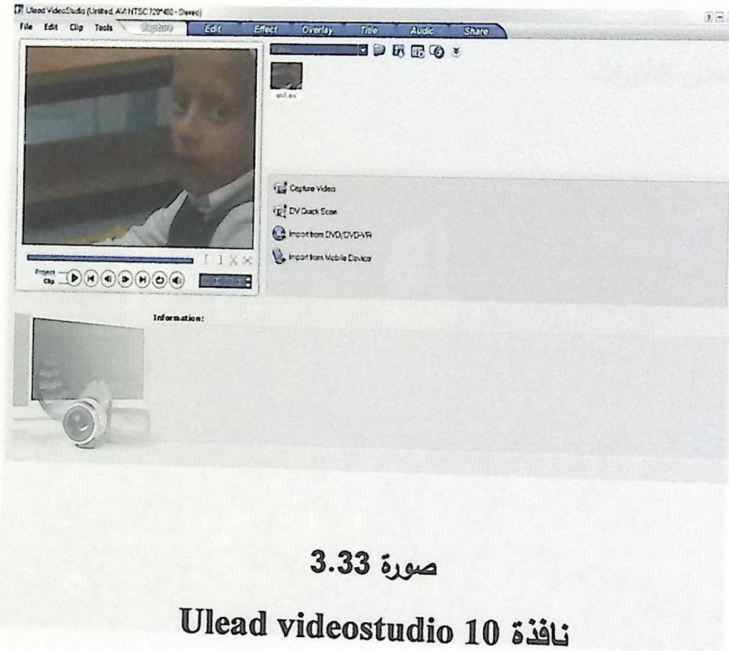 Ulead VideoStudio (Untitled, AVI: NTSC 720*480 - Stereo)
File Edit Clip Tools Capture Edit Effect Overlay Title Audio Share
Capture Video
DV Quick Scan
Import from DVD/DVD-VR
Import from Mobile Device
Project
Clip
Information:
صورة 3.33
نافذة Ulead videostudio 10